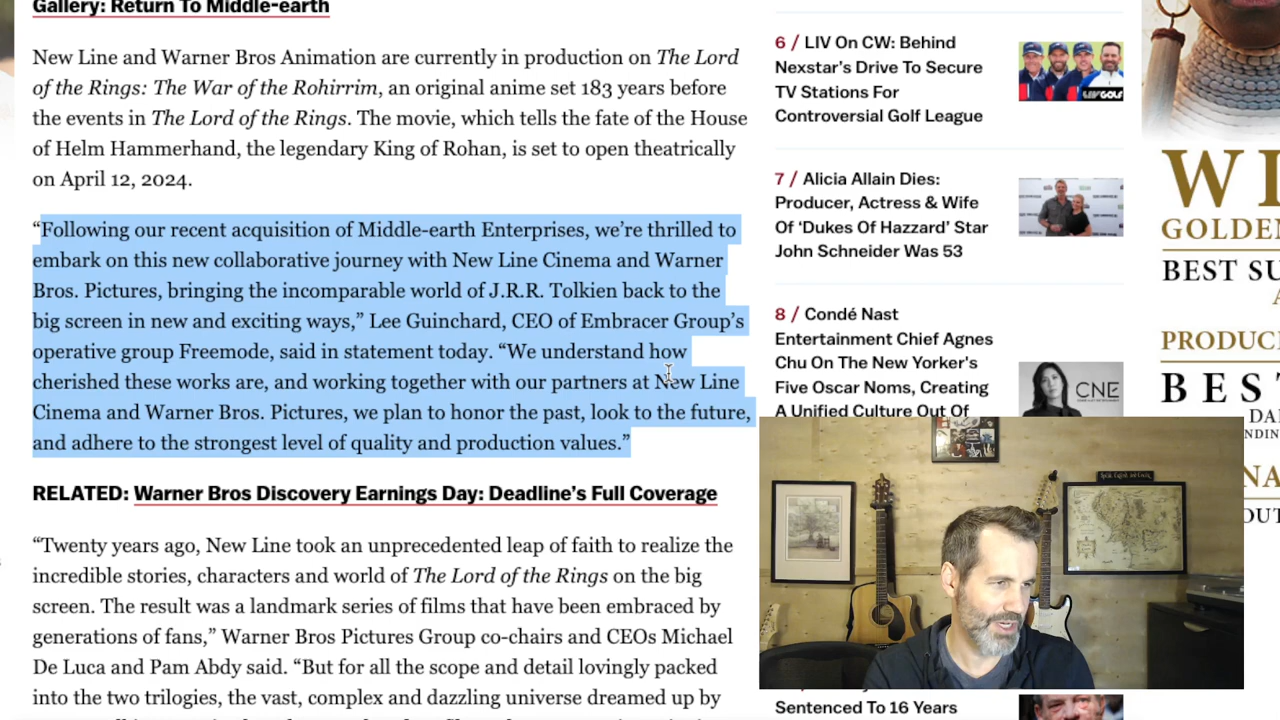 Gallery: Return To Middle-earth
New Line and Warner Bros Animation are currently in production on The Lord
of the Rings: The War of the Rohirrim, an original anime set 183 years before
the events in The Lord of the Rings. The movie, which tells the fate of the House
of Helm Hammerhand, the legendary King of Rohan, is set to open theatrically
on April 12, 2024.
“Following our recent acquisition of Middle-earth Enterprises, we’re thrilled to
embark on this new collaborative journey with New Line Cinema and Warner
Bros. Pictures, bringing the incomparable world of J.R.R. Tolkien back to the
big screen in new and exciting ways,” Lee Guinchard, CEO of Embracer Group’s
operative group Freemode, said in statement today. “We understand how
cherished these works are, and working together with our partners at New Line
Cinema and Warner Bros. Pictures, we plan to honor the past, look to the future,
and adhere to the strongest level of quality and production values.”
RELATED: Warner Bros Discovery Earnings Day: Deadline’s Full Coverage
“Twenty years ago, New Line took an unprecedented leap of faith to realize the
incredible stories, characters and world of The Lord of the Rings on the big
screen. The result was a landmark series of films that have been embraced by
generations of fans,” Warner Bros Pictures Group co-chairs and CEOs Michael
De Luca and Pam Abdy said. “But for all the scope and detail lovingly packed
into the two trilogies, the vast, complex and dazzling universe dreamed up by
6 / LIV On CW: Behind
Nexstar’s Drive To Secure
TV Stations For
Controversial Golf League
LIVGOLF
7 / Alicia Allain Dies:
Producer, Actress & Wife
Of ‘Dukes Of Hazzard’ Star
John Schneider Was 53
8 / Condé Nast
Entertainment Chief Agnes
Chu On The New Yorker’s
Five Oscar Noms, Creating
A Unified Culture Out Of
CNE
Sentenced To 16 Years
WI
GOLDEN
BEST SU
A
PRODUC
BEST
DA
NDIN
NA
OUT